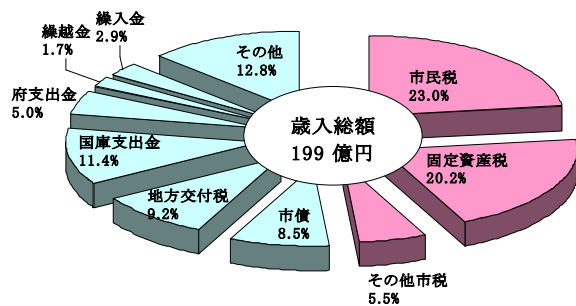 繰入金
2.9%
繰越金
1.7%
その他
12.8%
市民税
23.0%
府支出金
5.0%
歳入総額
199 億円
国庫支出金
11.4%
固定資産税
20.2%
地方交付税
9.2%
市債
8.5%
その他市税
5.5%